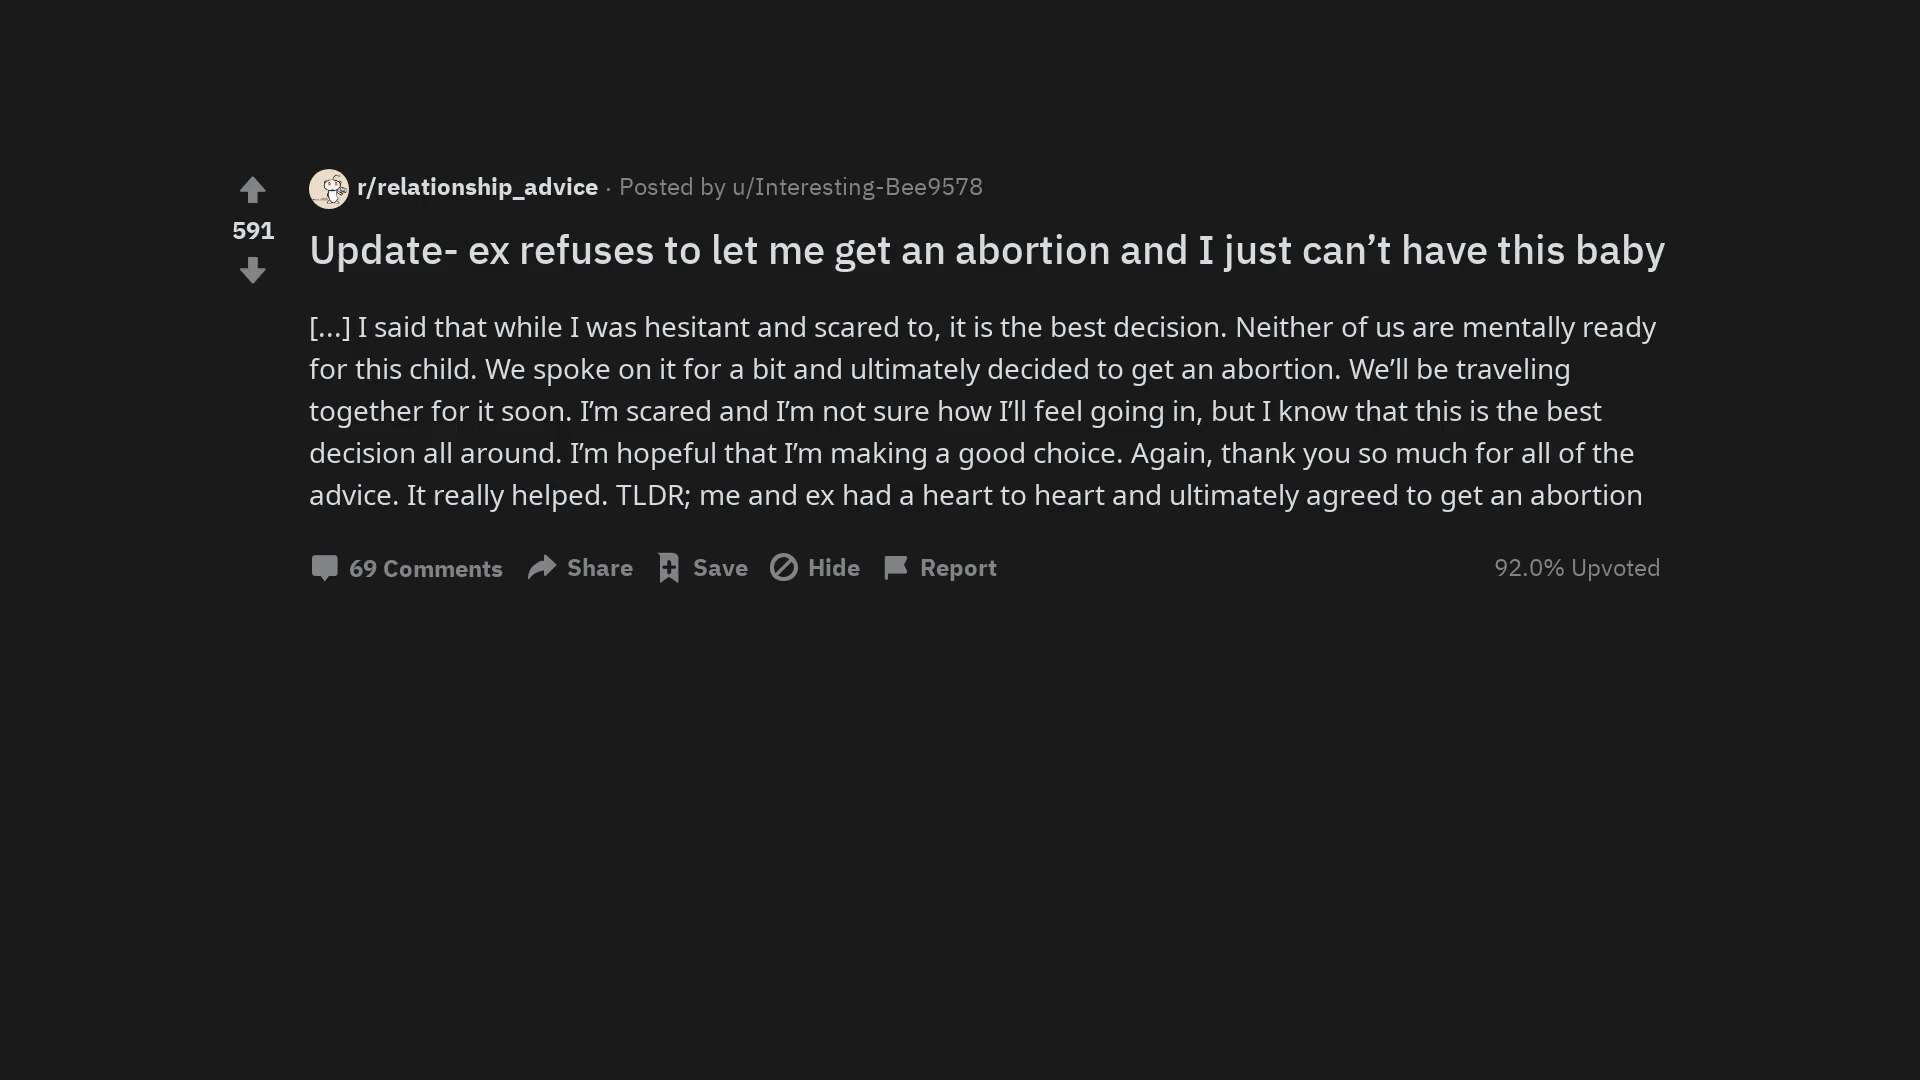 r/relationship_advice · Posted by u/Interesting-Bee9578
591
Update- ex refuses to let me get an abortion and I just can’t have this baby
[...] I said that while I was hesitant and scared to, it is the best decision. Neither of us are mentally ready
for this child. We spoke on it for a bit and ultimately decided to get an abortion. We’ll be traveling
together for it soon. I’m scared and I’m not sure how I’ll feel going in, but I know that this is the best
decision all around. I’m hopeful that I’m making a good choice. Again, thank you so much for all of the
advice. It really helped. TLDR; me and ex had a heart to heart and ultimately agreed to get an abortion
69 Comments Share Save Hide Report 92.0% Upvoted